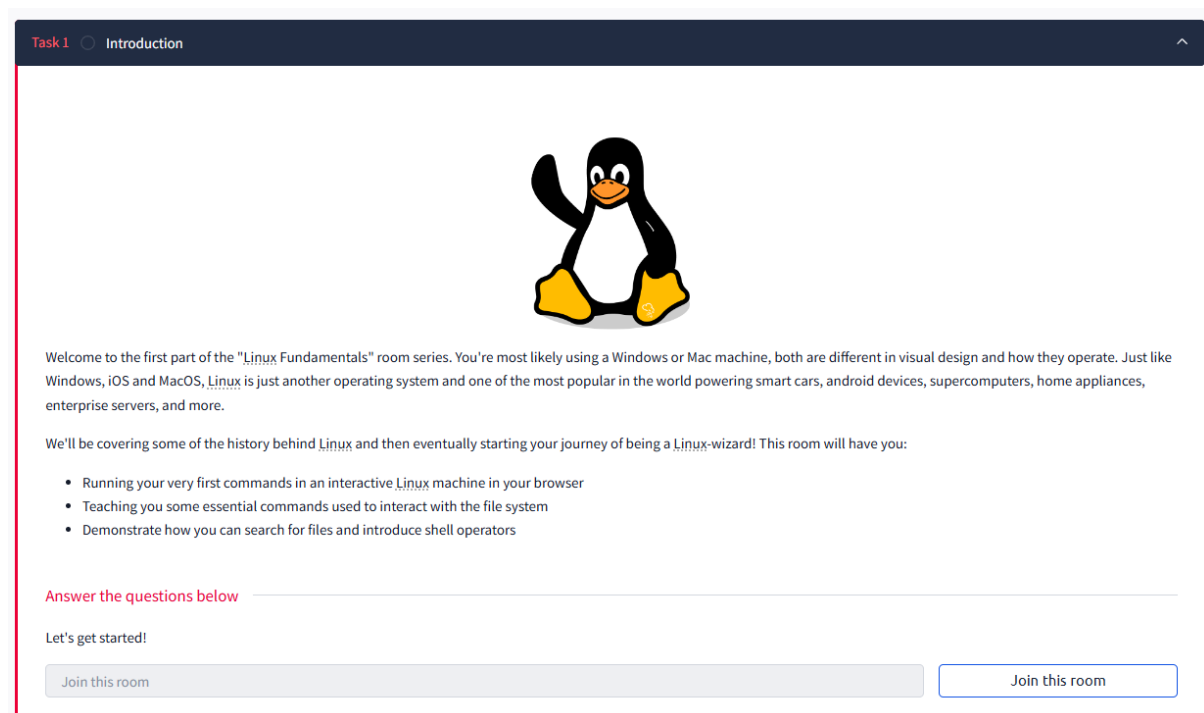 Task 1 Introduction
Welcome to the first part of the "Linux Fundamentals" room series. You're most likely using a Windows or Mac machine, both are different in visual design and how they operate. Just like
Windows, iOS and MacOS, Linux is just another operating system and one of the most popular in the world powering smart cars, android devices, supercomputers, home appliances,
enterprise servers, and more.
We'll be covering some of the history behind Linux and then eventually starting your journey of being a Linux-wizard! This room will have you:
• Running your very first commands in an interactive Linux machine in your browser
• Teaching you some essential commands used to interact with the file system
• Demonstrate how you can search for files and introduce shell operators
Answer the questions below
Let's get started!
Join this room Join this room